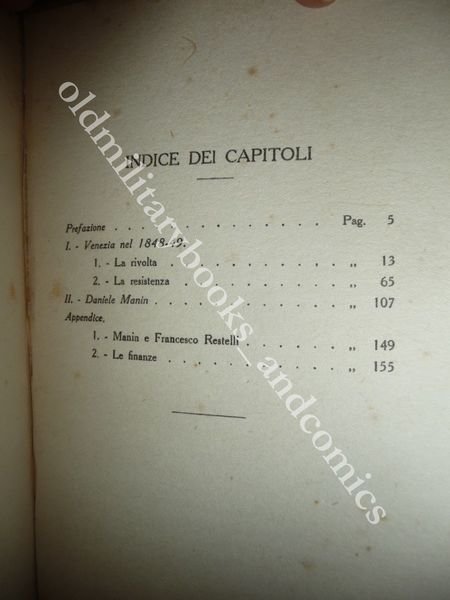 INDICE DEI CAPITOLI
Prefazione . . . . . . . . . . . . . . Pag. 5
I. - Venezia nel 1848-49.
1. - La rivolta . . . . . . . . . . „ 13
2. - La resistenza . . . . . . . . . „ 65
II. - Daniele Manin . . . . . . . . . . . „ 107
Appendice.
1. - Manin e Francesco Restelli . . . . . „ 149
2. - Le finanze . . . . . . . . . . „ 155
oldmilitarybooks_andcomics